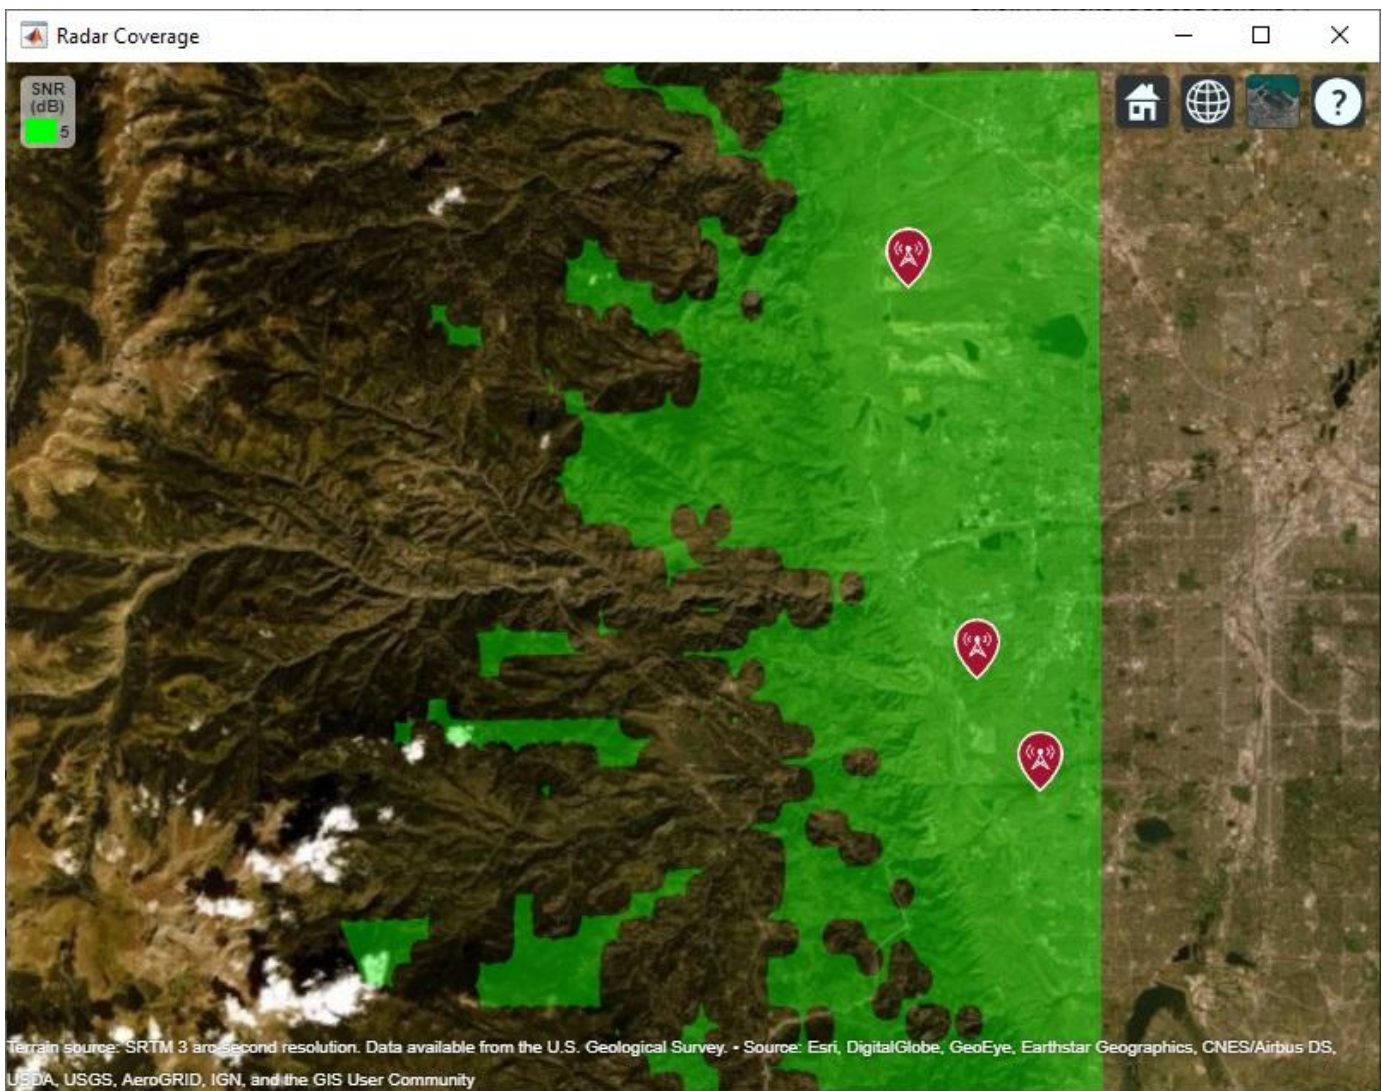 Radar Coverage
SNR
(dB)
5
?
Terrain source: SRTM 3 arc-second resolution. Data available from the U.S. Geological Survey. • Source: Esri, DigitalGlobe, GeoEye, Earthstar Geographics, CNES/Airbus DS,
USDA, USGS, AeroGRID, IGN, and the GIS User Community